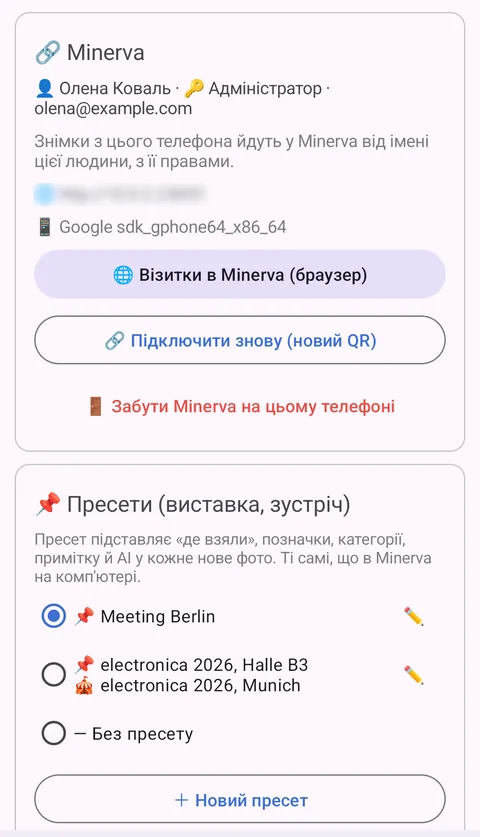 🔗 Minerva
👤 Олена Коваль · 🔑 Адміністратор ·
olena@example.com
Знімки з цього телефона йдуть у Minerva від імені
цієї людини, з її правами.
📱 Google sdk_gphone64_x86_64
🌐 Візитки в Minerva (браузер)
🔗 Підключити знову (новий QR)
🚪 Забути Minerva на цьому телефоні
📌 Пресети (виставка, зустріч)
Пресет підставляє «де взяли», позначки, категорії,
примітку й AI у кожне нове фото. Ті самі, що в Minerva
на комп'ютері.
📌 Meeting Berlin ✏️
📌 electronica 2026, Halle B3 ✏️
🎪 electronica 2026, Munich
— Без пресету
+ Новий пресет